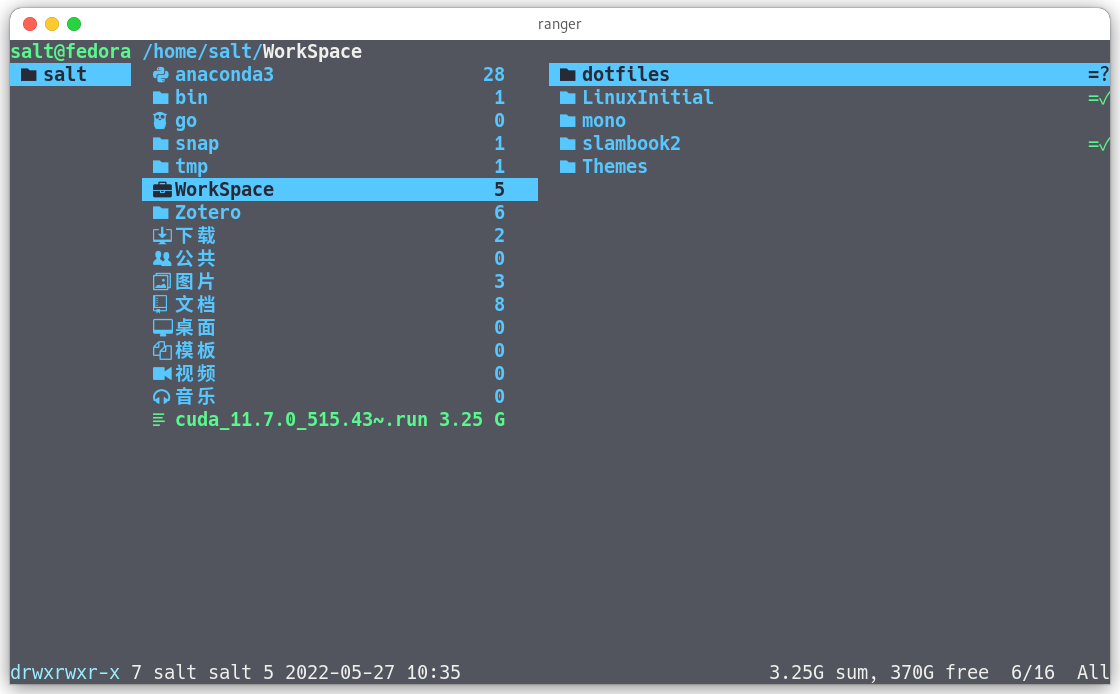 ranger
salt@fedora /home/salt/WorkSpace
salt anaconda3 28 dotfiles =?
bin 1 LinuxInitial =✓
go 0 mono
snap 1 slambook2 =✓
tmp 1 Themes
WorkSpace 5
Zotero 6
下载 2
公共 0
图片 3
文档 8
桌面 0
模板 0
视频 0
音乐 0
cuda_11.7.0_515.43~.run 3.25 G
drwxrwxr-x 7 salt salt 5 2022-05-27 10:35 3.25G sum, 370G free 6/16 All